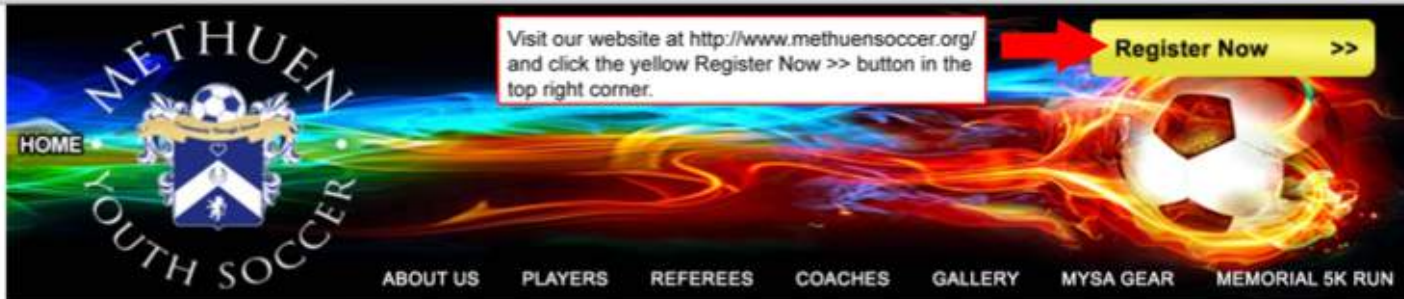 METHUEN
YOUTH SOCCER
Visit our website at http://www.methuensoccer.org/
and click the yellow Register Now >> button in the
top right corner.
Register Now >>
HOME
ABOUT US PLAYERS REFEREES COACHES GALLERY MYSA GEAR MEMORIAL 5K RUN